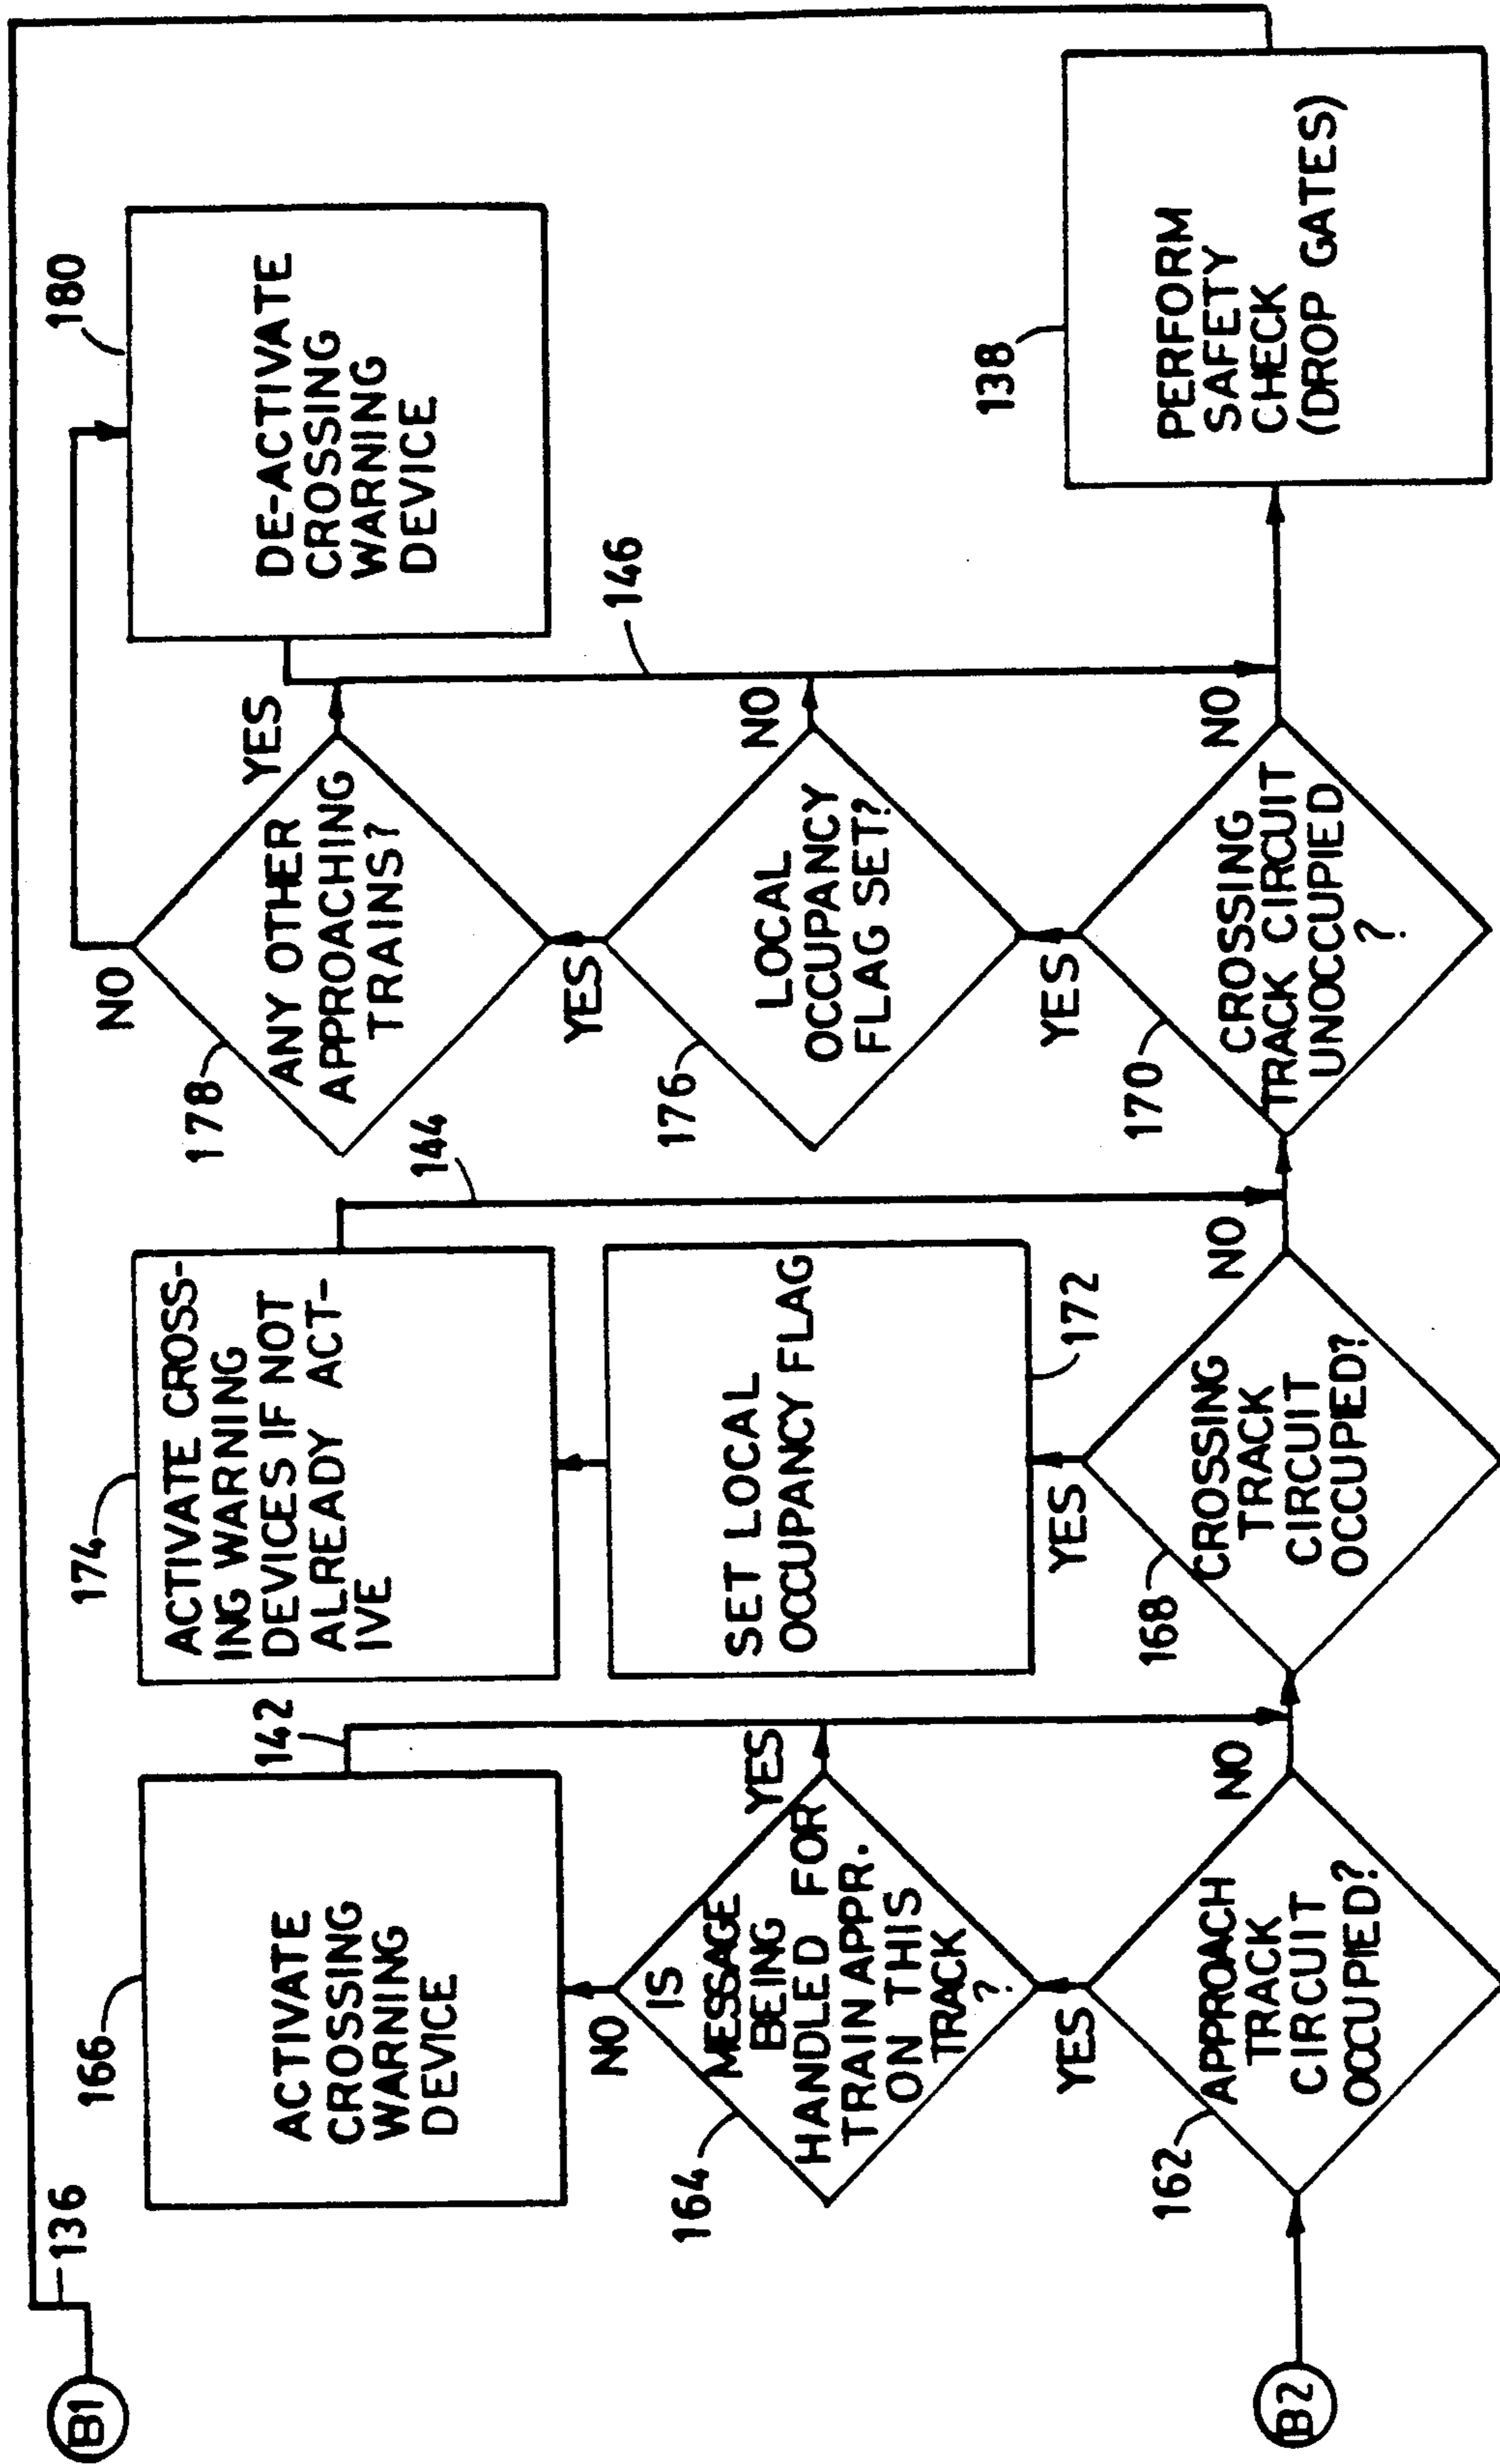 B1
136
166
ACTIVATE
CROSSING
WARNING
DEVICE
142
174
ACTIVATE CROSS-
ING WARNING
DEVICES IF NOT
ALREADY ACT-
IVE
144
178
ANY OTHER
APPROACHING
TRAINS?
NO
YES
180
DE-ACTIVATE
CROSSING
WARNING
DEVICE
164
IS
MESSAGE
BEING
HANDLED FOR
TRAIN APPR.
ON THIS
TRACK
?
NO
YES
SET LOCAL
OCCUPANCY FLAG
172
176
LOCAL
OCCUPANCY
FLAG SET?
YES
NO
146
B2
162
APPROACH
TRACK
CIRCUIT
OCCUPIED?
YES
NO
168
CROSSING
TRACK
CIRCUIT
OCCUPED?
YES
NO
170
CROSSING
TRACK CIRCUIT
UNOCCUPIED
?
YES
NO
138
PERFORM
SAFETY
CHECK
(DROP GATES)